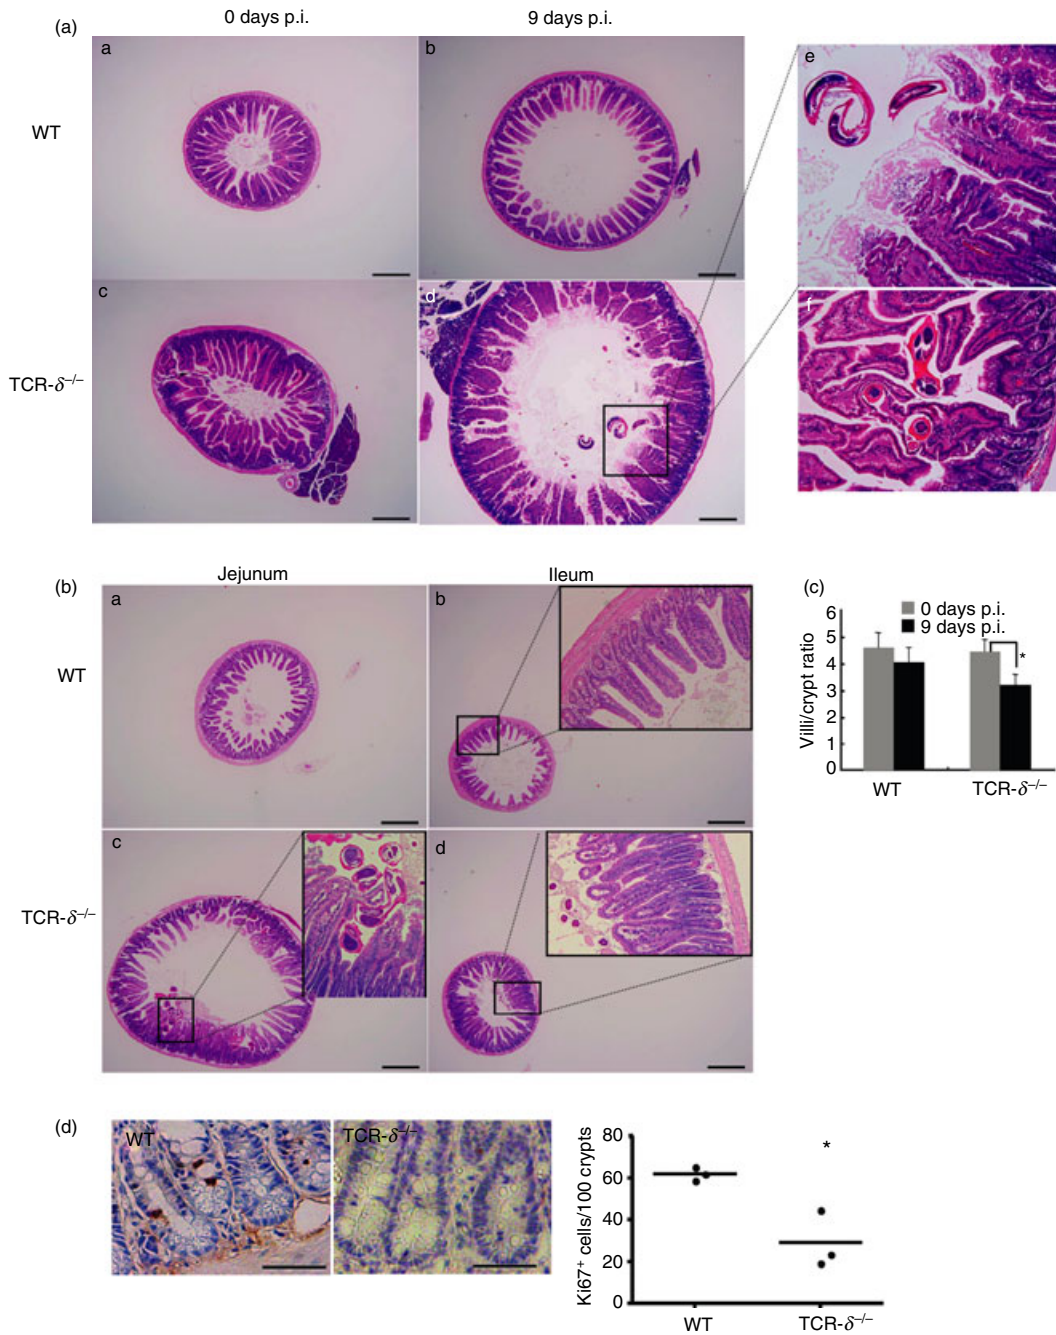 0 days p.i.
9 days p.i.
(a)
a
b
e
WT
c
d
f
TCR-δ−/−
(b)
Jejunum
Ileum
a
b
WT
c
d
TCR-δ−/−
(c)
6
5
4
3
2
1
0
Villi/crypt ratio
0 days p.i.
9 days p.i.
*
WT
TCR-δ−/−
(d)
WT
TCR-δ−/−
80
60
40
20
0
Ki67+ cells/100 crypts
*
WT
TCR-δ−/−